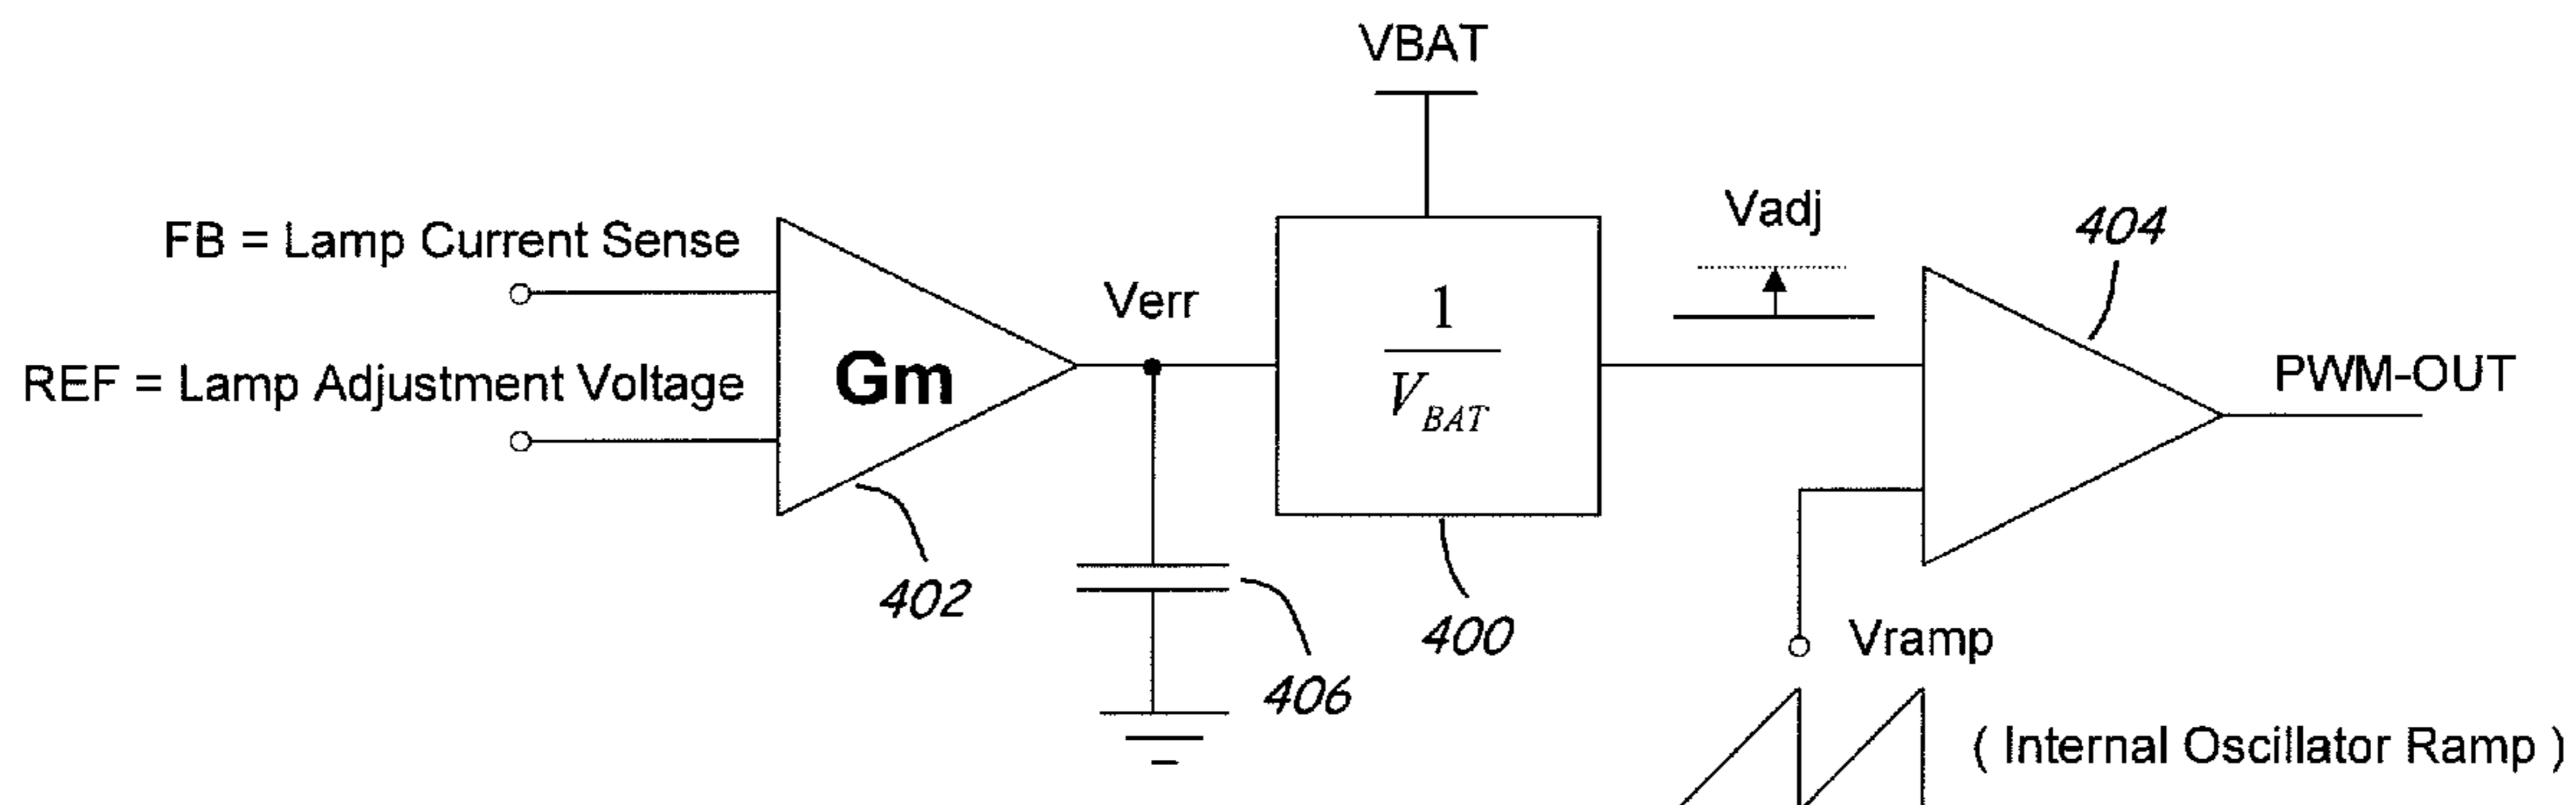 VBAT
FB = Lamp Current Sense
REF = Lamp Adjustment Voltage
Gm
402
Verr
406
1
V BAT
400
Vadj
404
PWM-OUT
Vramp
( Internal Oscillator Ramp )